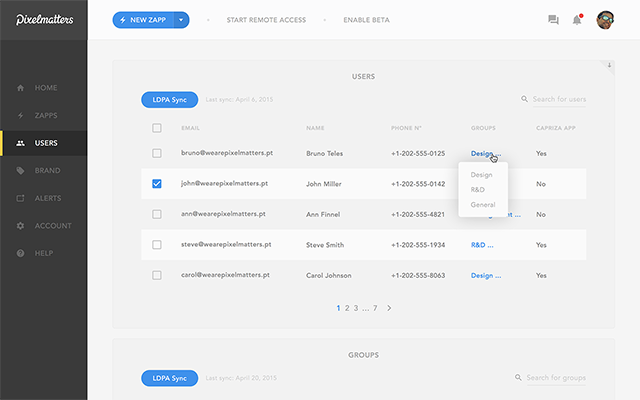 Pixelmatters
NEW ZAPP
START REMOTE ACCESS
ENABLE BETA
HOME
ZAPPS
USERS
BRAND
ALERTS
ACCOUNT
HELP
USERS
LDPA Sync
Last sync: April 6, 2015
Search for users
EMAIL NAME PHONE Nº GROUPS CAPRIZA APP
bruno@wearepixelmatters.pt Bruno Teles +1-202-555-0125 Design ... Yes
john@wearepixelmatters.pt John Miller +1-202-555-0142 No
ann@wearepixelmatters.pt Ann Finnel +1-202-555-4821 No
steve@wearepixelmatters.pt Steve Smith +1-202-555-1934 R&D ... Yes
carol@wearepixelmatters.pt Carol Johnson +1-202-555-8063 Design ... Yes
Design
R&D
General
1 2 3 ... 7
GROUPS
LDPA Sync
Last sync: April 20, 2015
Search for groups